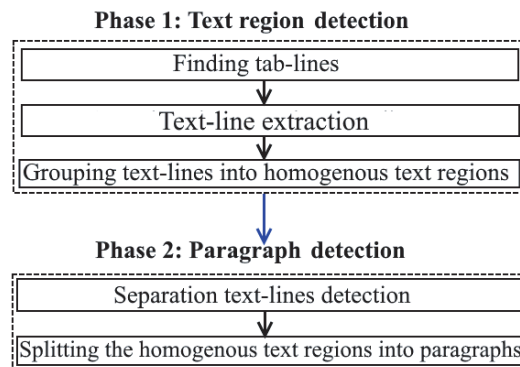 Phase 1: Text region detection
Finding tab-lines
Text-line extraction
Grouping text-lines into homogenous text regions
Phase 2: Paragraph detection
Separation text-lines detection
Splitting the homogenous text regions into paragraphs